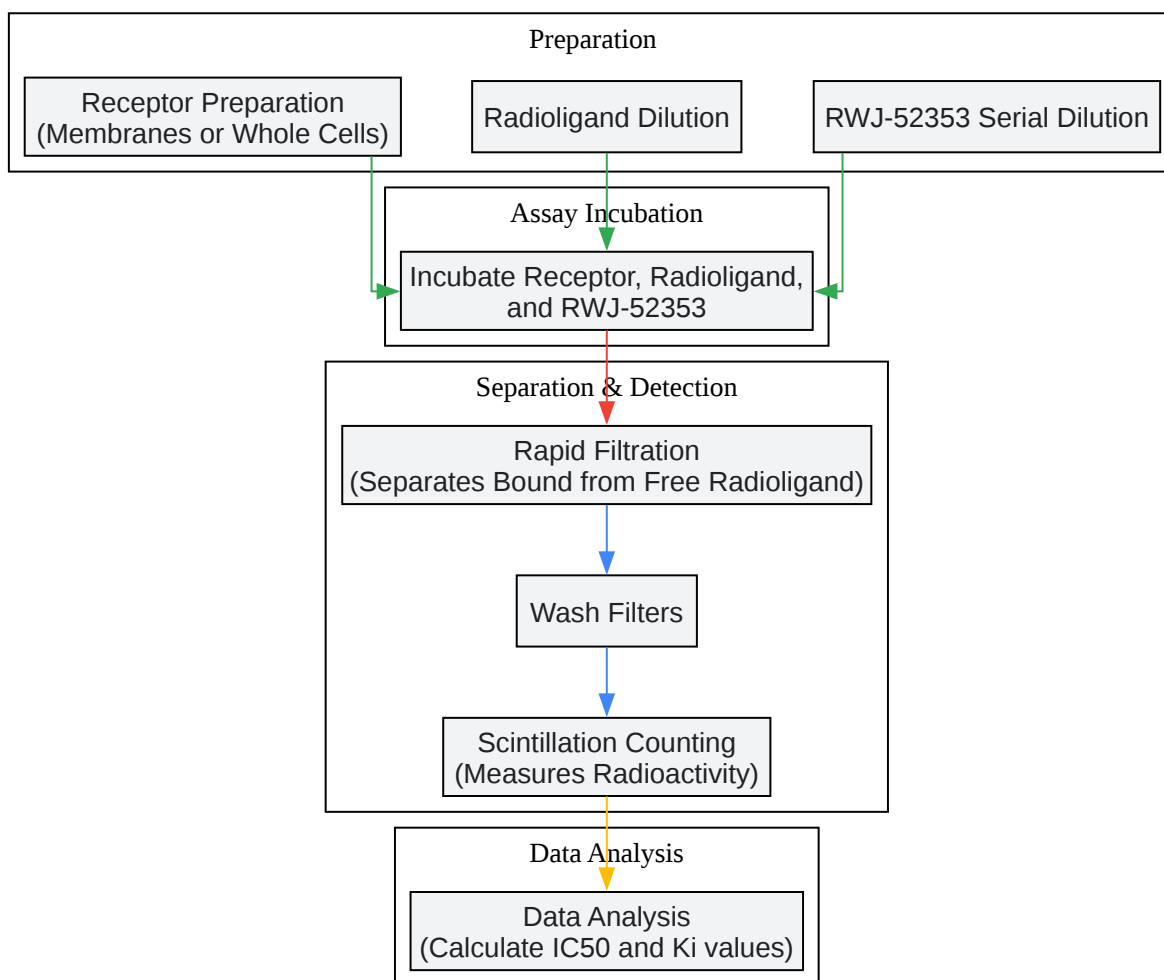 Preparation
Receptor Preparation
(Membranes or Whole Cells)
Radioligand Dilution
RWJ-52353 Serial Dilution
Assay Incubation
Incubate Receptor, Radioligand,
and RWJ-52353
Separation & Detection
Rapid Filtration
(Separates Bound from Free Radioligand)
Wash Filters
Scintillation Counting
(Measures Radioactivity)
Data Analysis
Data Analysis
(Calculate IC50 and Ki values)